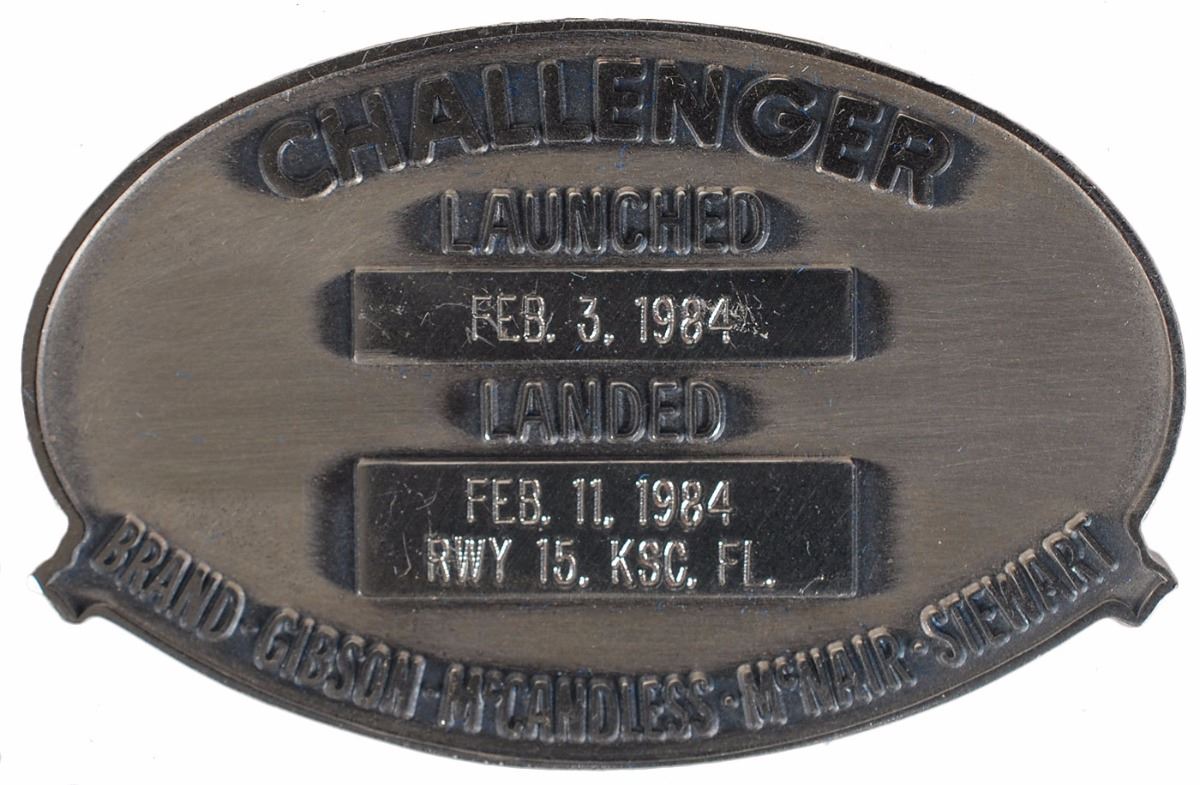 CHALLENGER
LAUNCHED
FEB. 3, 1984
LANDED
FEB. 11, 1984
RWY 15. KSC, FL.
BRAND · GIBSON · McCANDLESS · McNAIR · STEWART